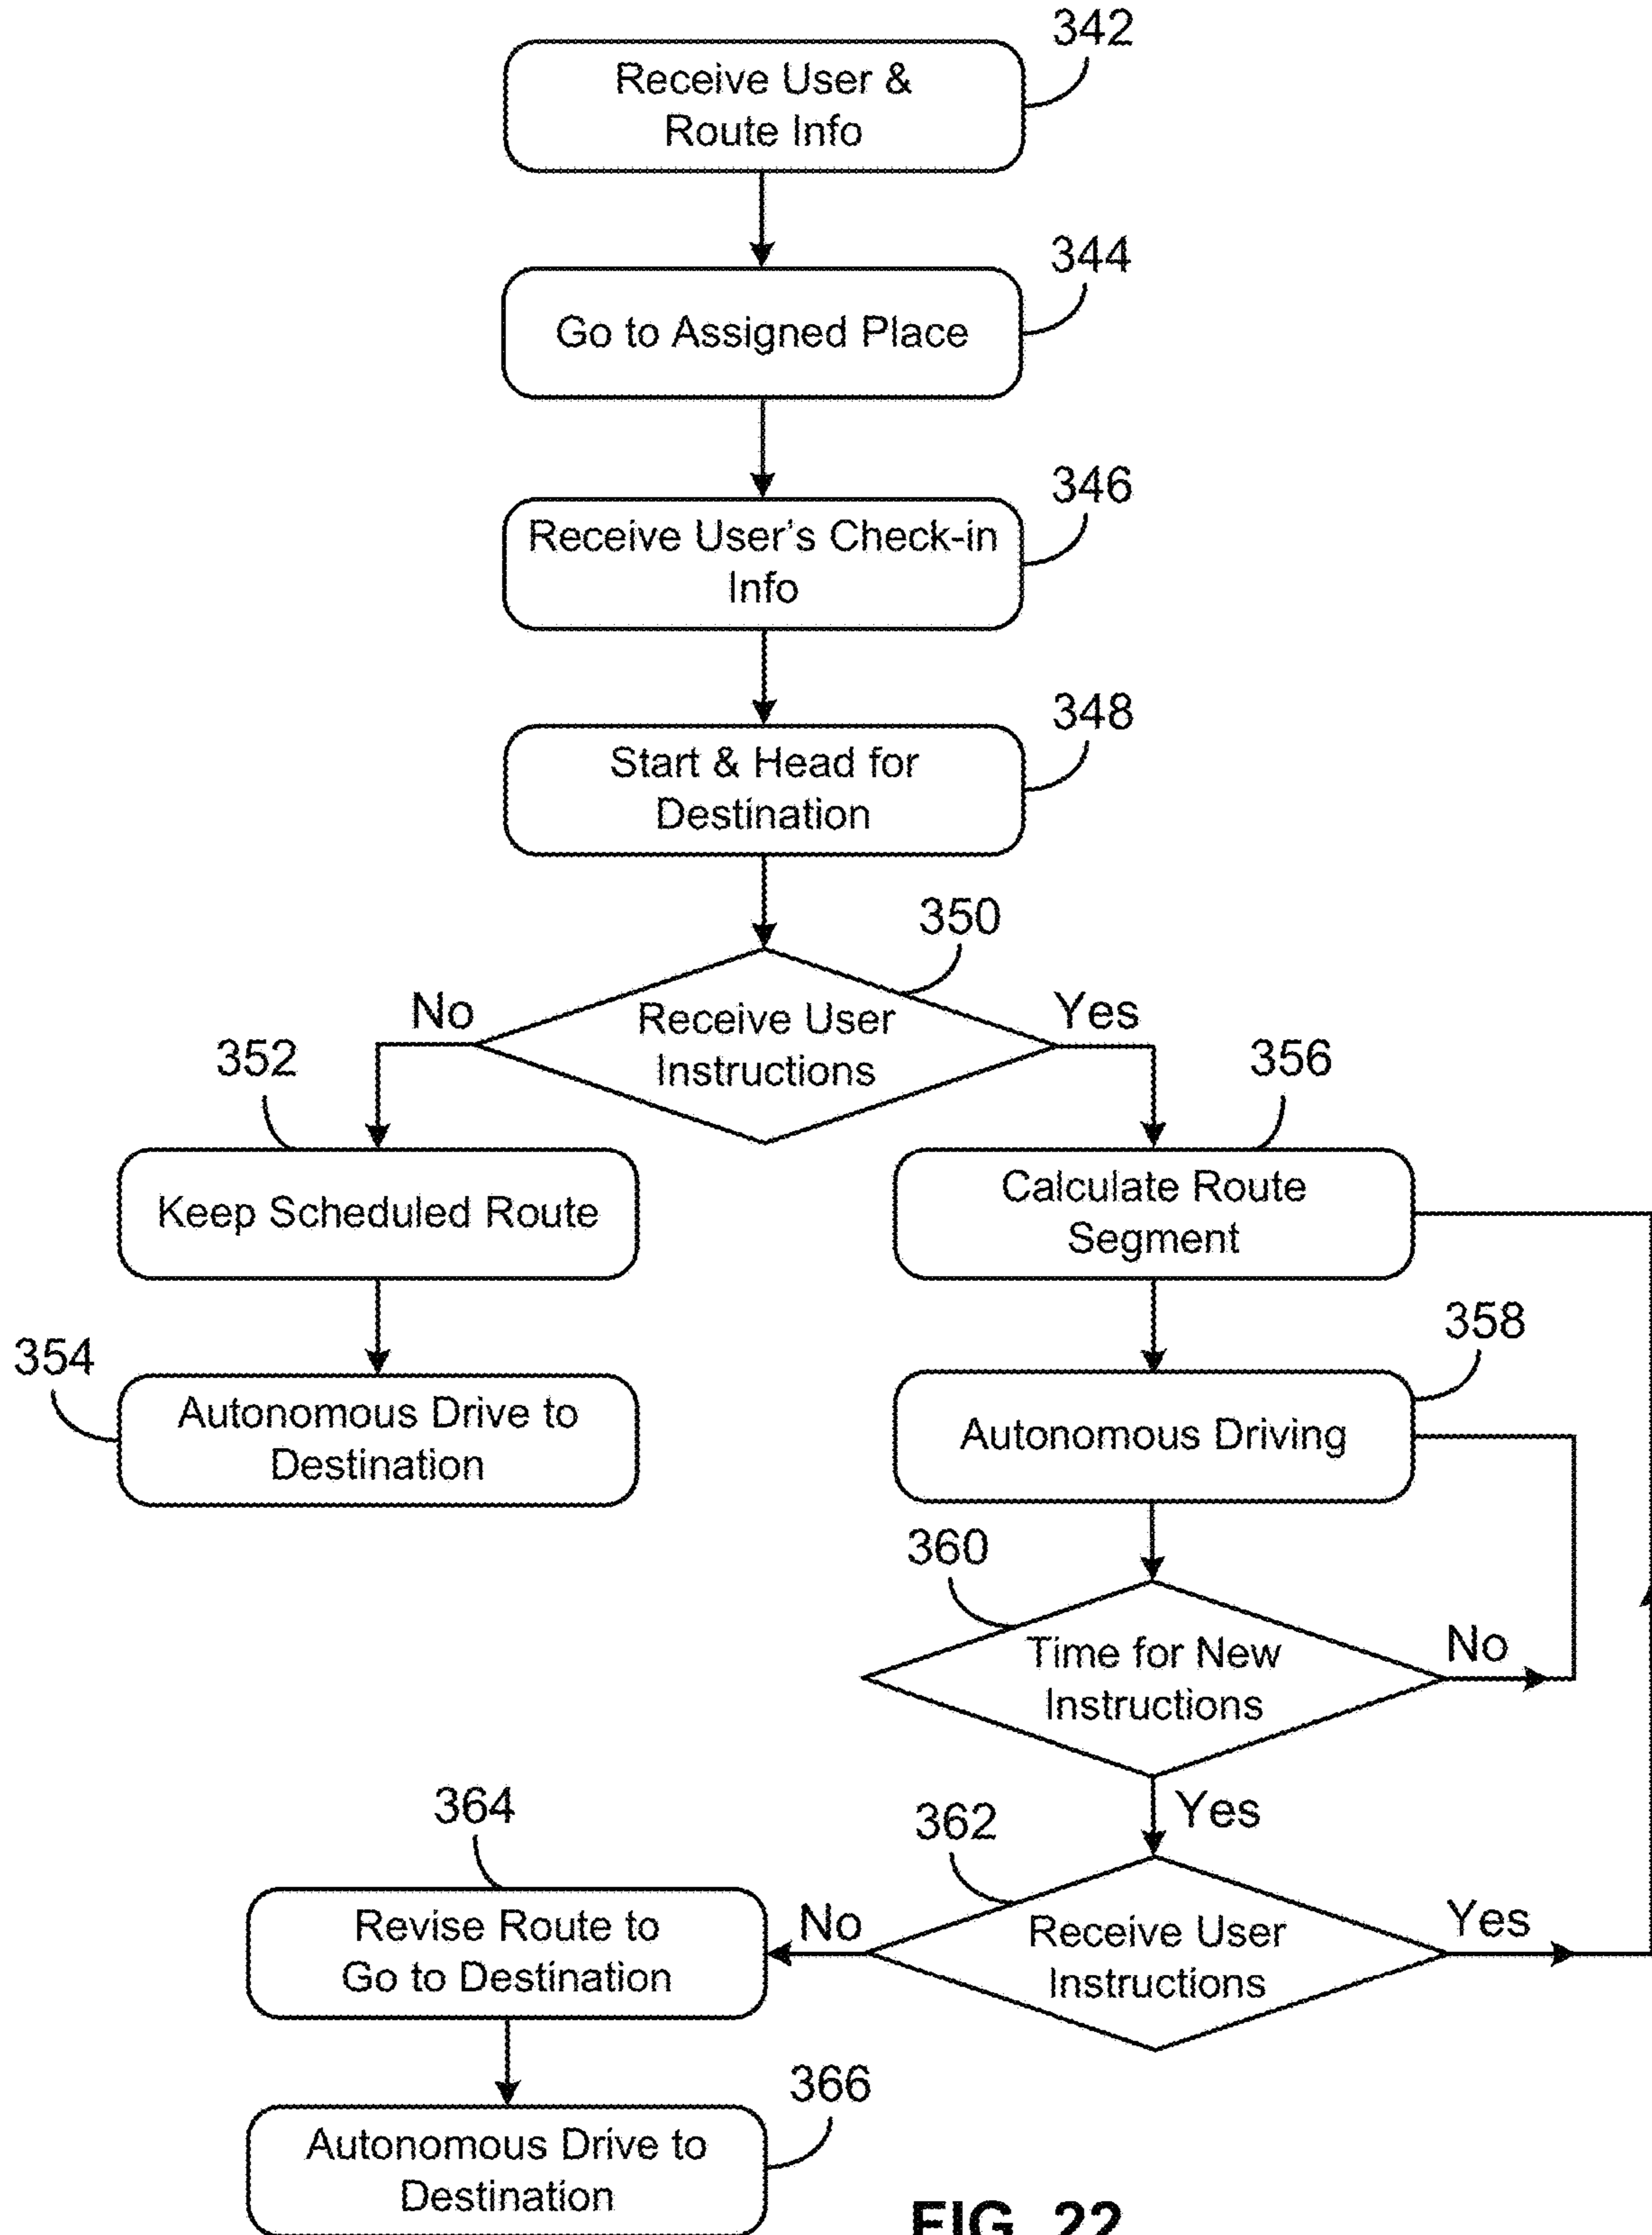 342
Receive User &
Route Info
344
Go to Assigned Place
346
Receive User's Check-in
Info
348
Start & Head for
Destination
350
No
Receive User
Instructions
Yes
352
356
Keep Scheduled Route
Calculate Route
Segment
354
358
Autonomous Drive to
Destination
Autonomous Driving
360
Time for New
Instructions
No
Yes
364
362
Revise Route to
Go to Destination
No
Receive User
Instructions
Yes
366
Autonomous Drive to
Destination
FIG. 22